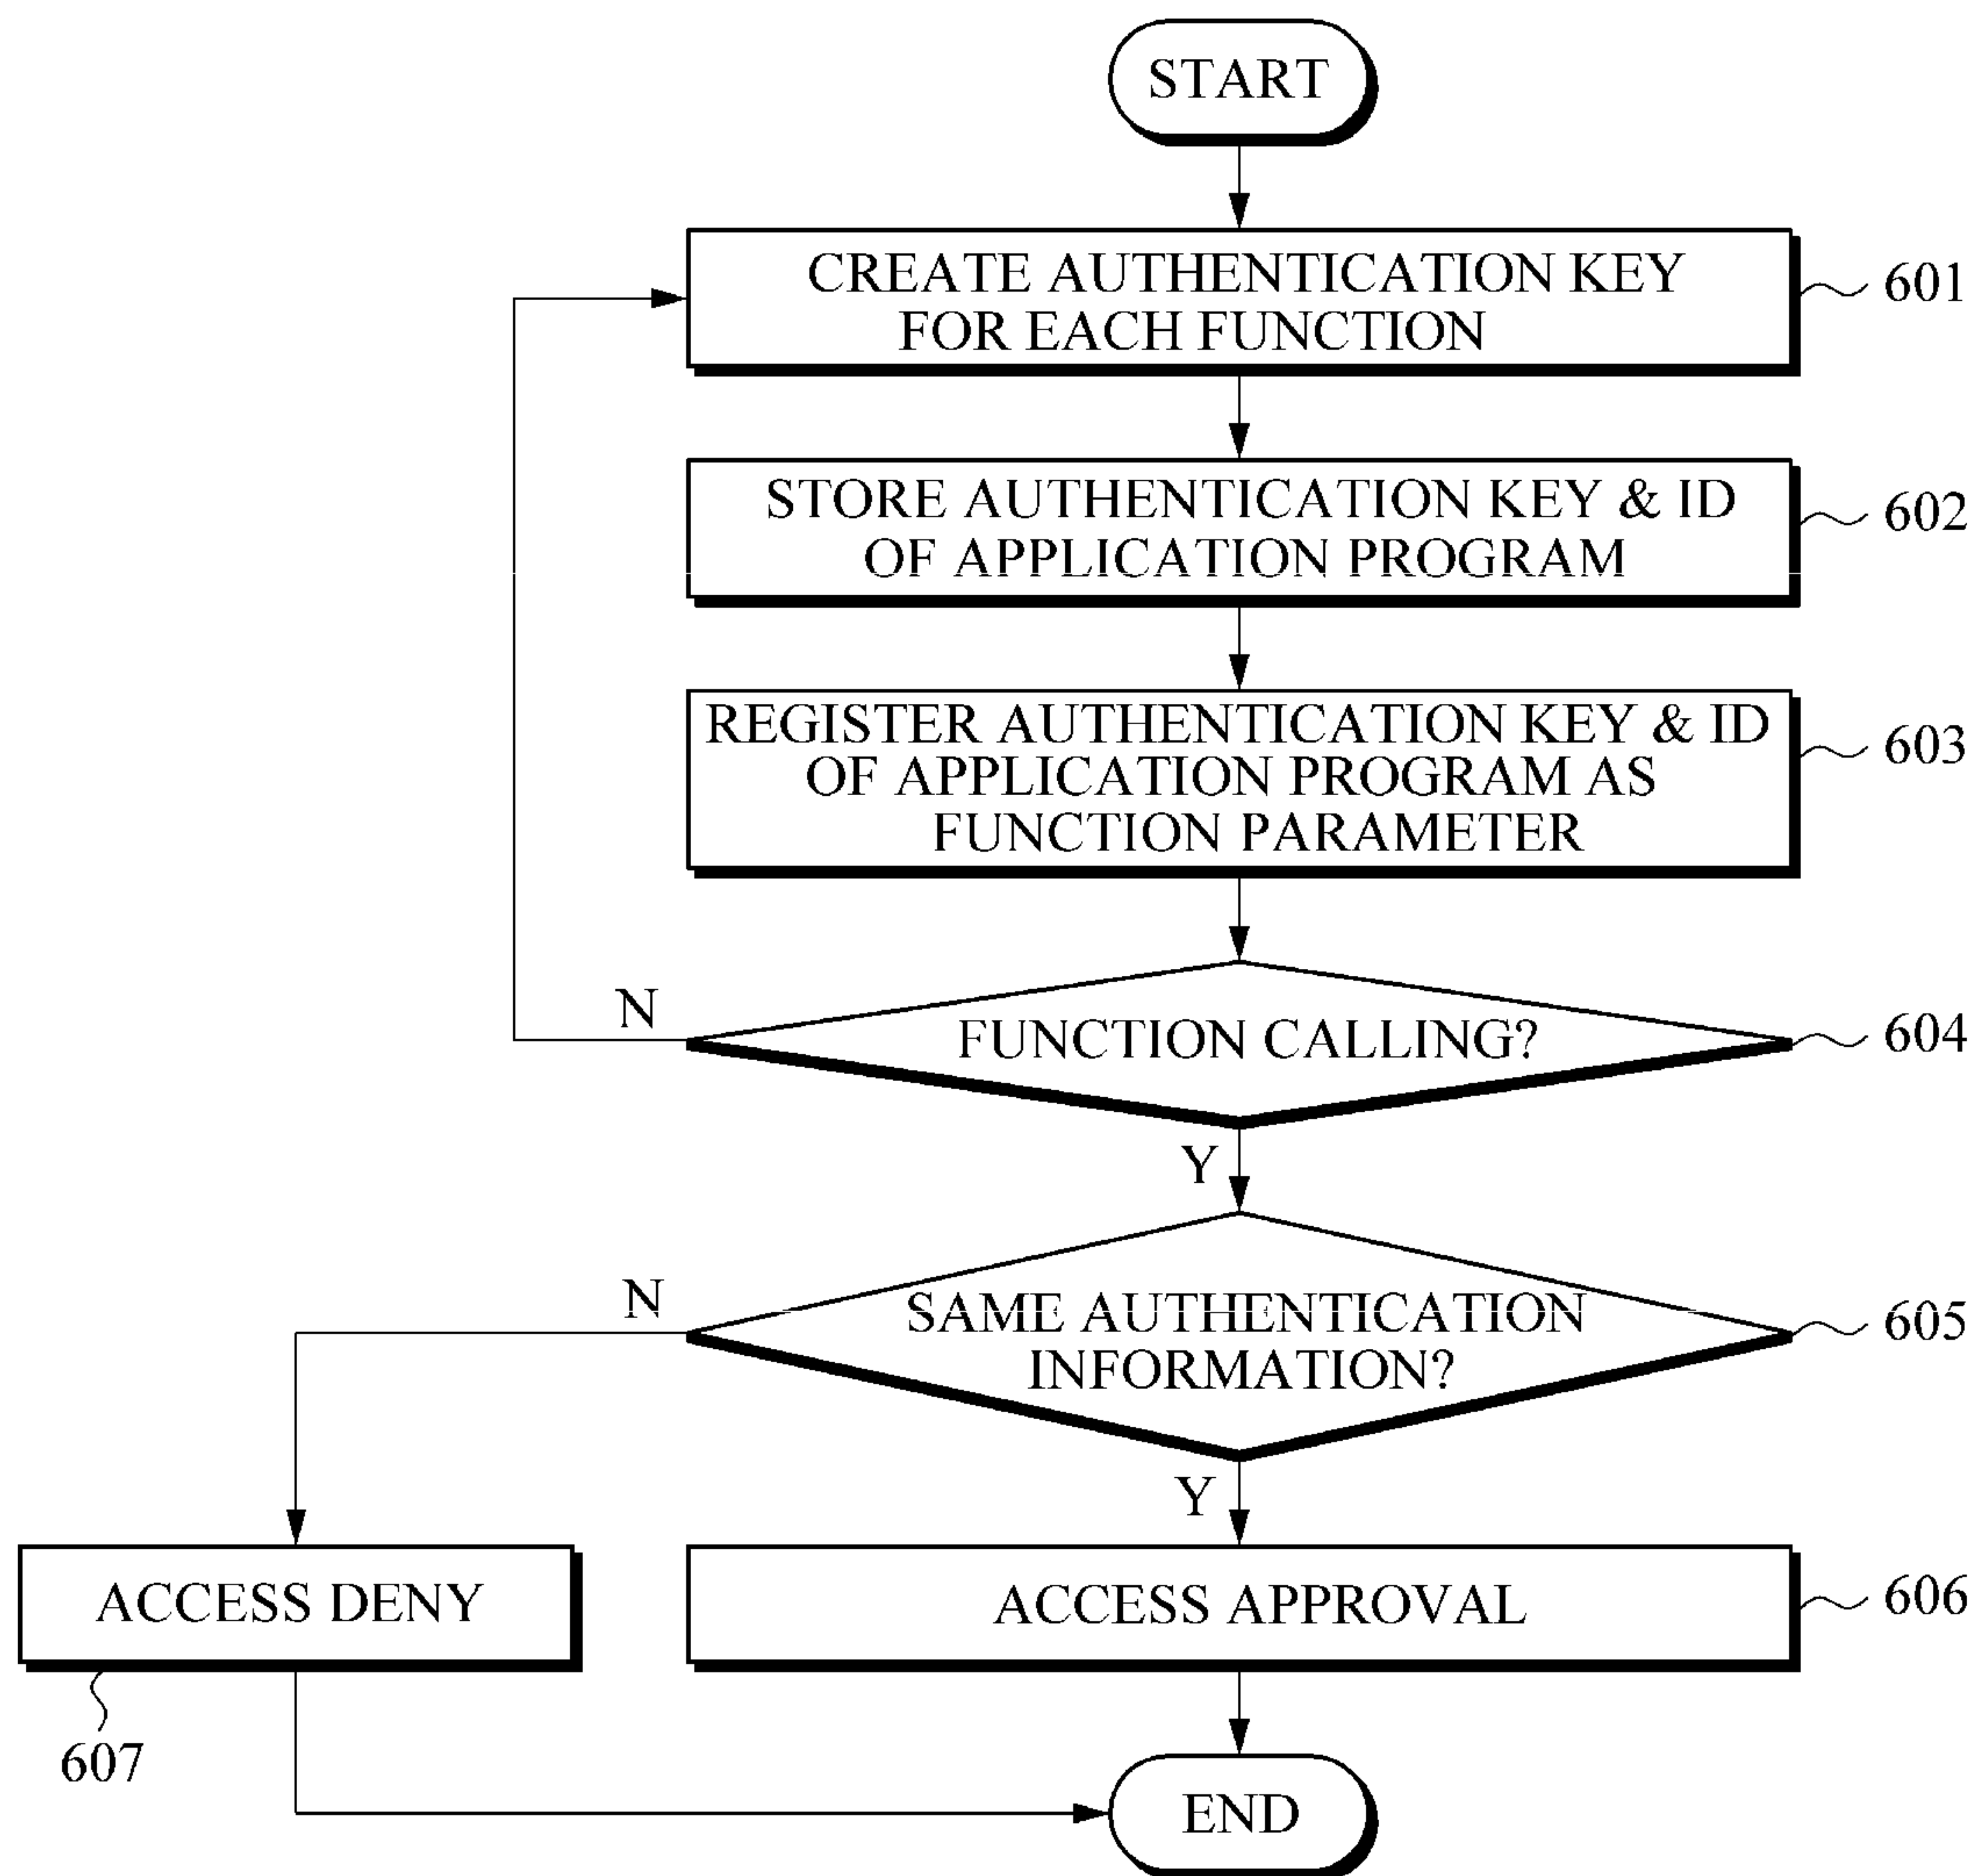 START
CREATE AUTHENTICATION KEY
FOR EACH FUNCTION
601
STORE AUTHENTICATION KEY & ID
OF APPLICATION PROGRAM
602
REGISTER AUTHENTICATION KEY & ID
OF APPLICATION PROGRAM AS
FUNCTION PARAMETER
603
N
FUNCTION CALLING?
604
Y
N
SAME AUTHENTICATION
INFORMATION?
605
Y
ACCESS DENY
ACCESS APPROVAL
606
607
END